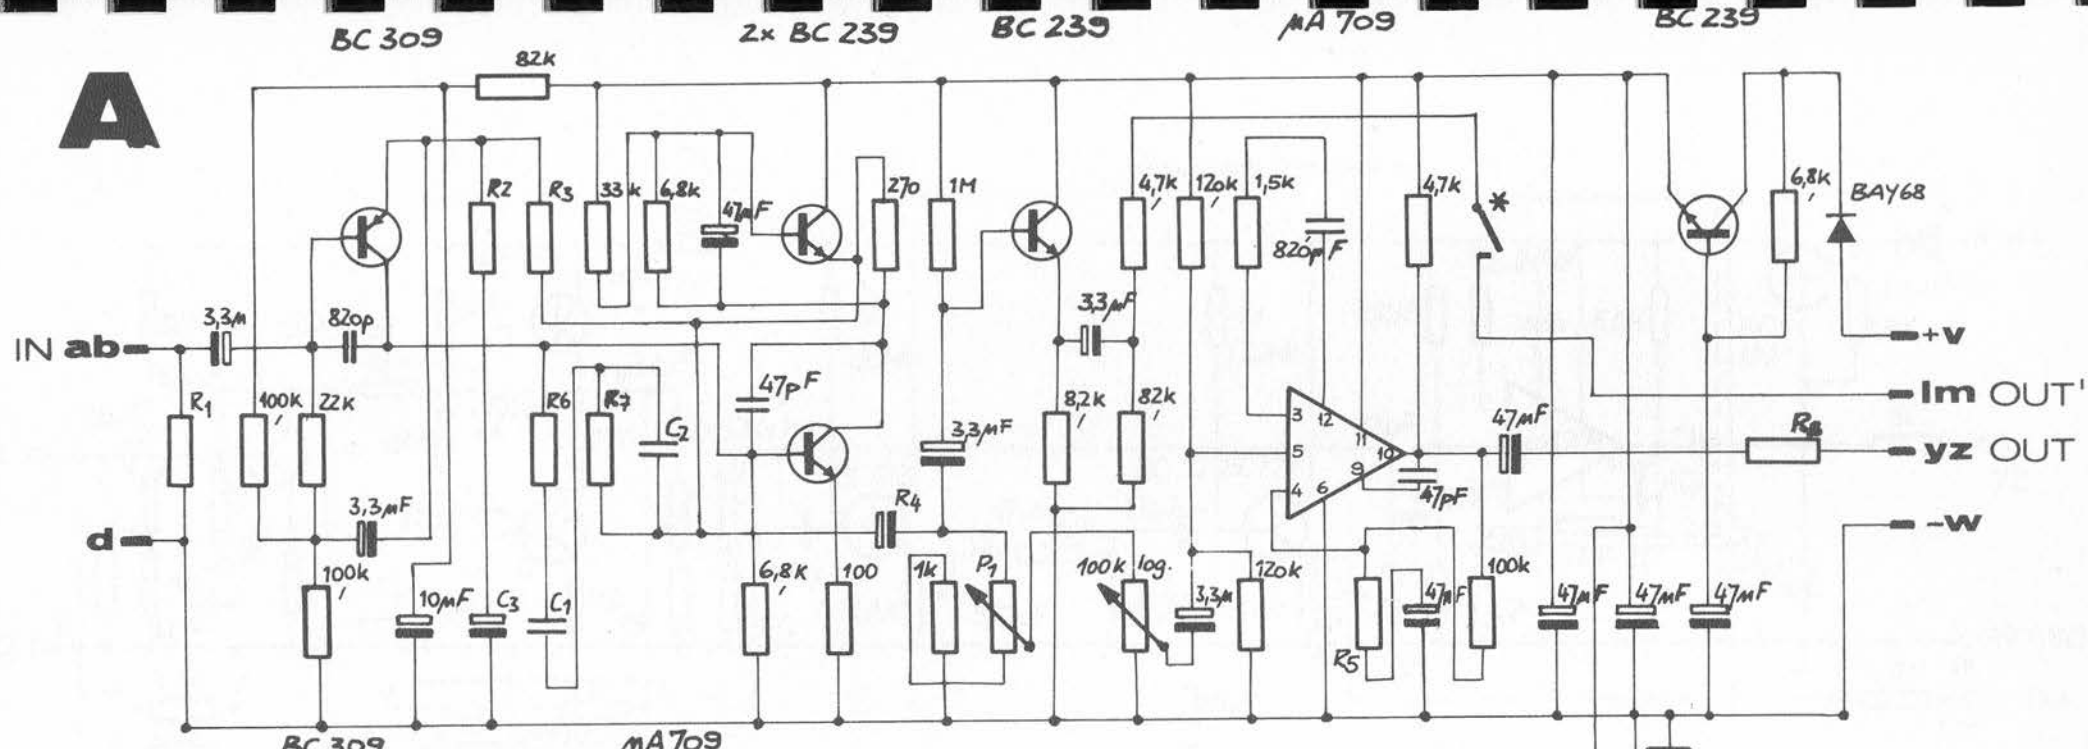 BC 309
2x BC 239
BC 239
µA 709
BC 239
A
82k
R2
R3
33k
6,8k
47µF
270
1M
4,7k
120k
1,5k
820pF
4,7k
*
6,8k
BAY68
3,3µ
820p
3,3µF
IN ab
+v
R1
100k
22k
R6
R7
C2
47pF
3,3µF
8,2k
82k
3
12
11
5
10
9
4
6
47µF
47pF
lm OUT'
yz OUT
d
3,3µF
R4
-w
100k
10µF
C3
C1
6,8k
100
1k
P1
100k log.
3,3µ
120k
R5
47µF
100k
47µF
47µF
47µF
BC 309
µA 709